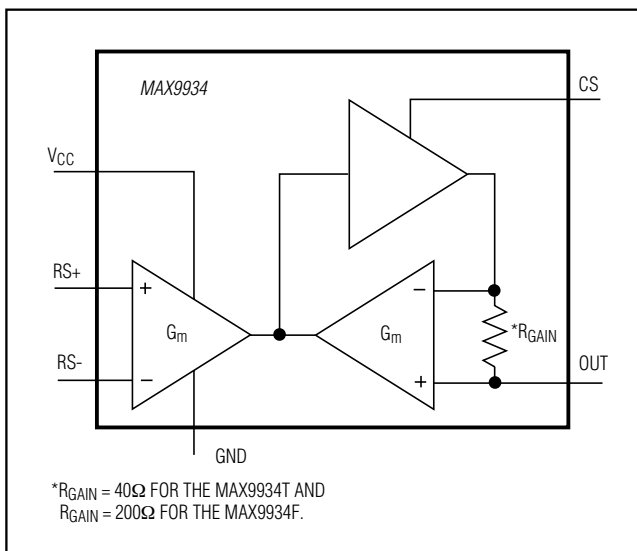 MAX9934
CS
VCC
RS+
+
Gm
RS-
−
−
Gm
+
*RGAIN
OUT
GND
*RGAIN = 40Ω FOR THE MAX9934T AND
RGAIN = 200Ω FOR THE MAX9934F.